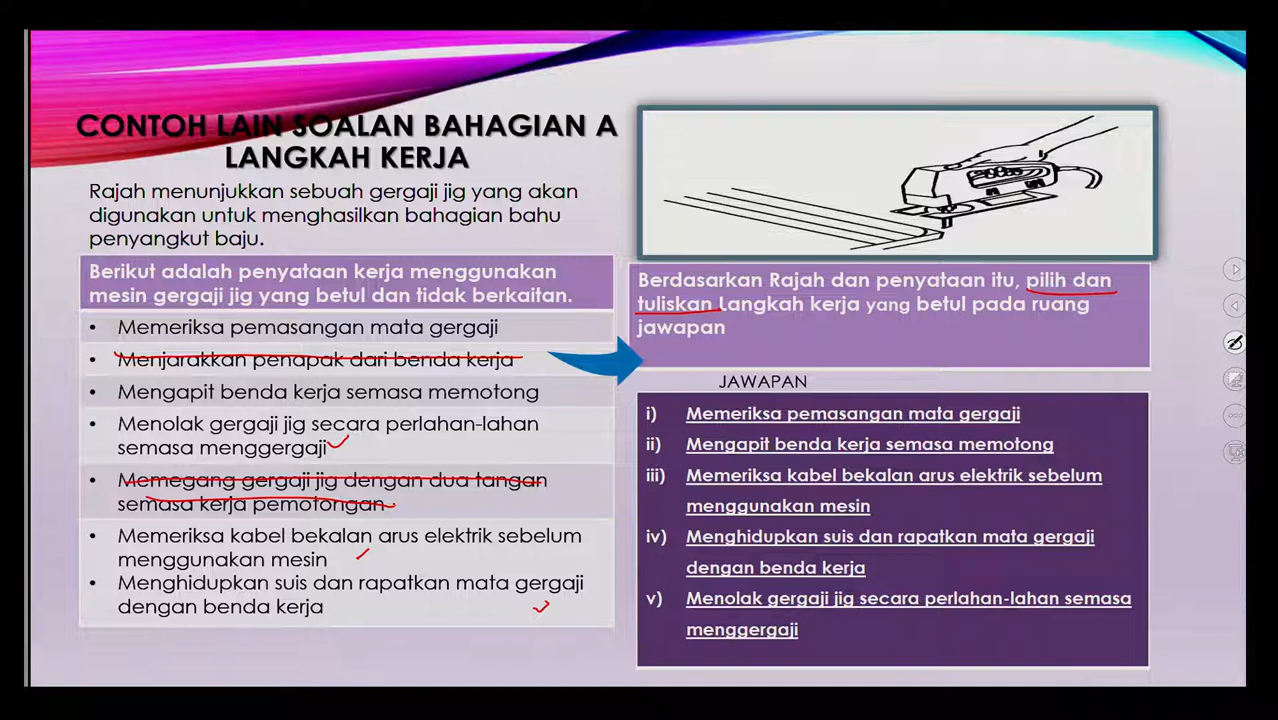 CONTOH LAIN SOALAN BAHAGIAN A
LANGKAH KERJA
Rajah menunjukkan sebuah gergaji jig yang akan
digunakan untuk menghasilkan bahagian bahu
penyangkut baju.
Berikut adalah penyataan kerja menggunakan
mesin gergaji jig yang betul dan tidak berkaitan.
• Memeriksa pemasangan mata gergaji
• Menjarakkan penapak dari benda kerja
• Mengapit benda kerja semasa memotong
• Menolak gergaji jig secara perlahan-lahan
semasa menggergaji
• Memegang gergaji jig dengan dua tangan
semasa kerja pemotongan
• Memeriksa kabel bekalan arus elektrik sebelum
menggunakan mesin
• Menghidupkan suis dan rapatkan mata gergaji
dengan benda kerja
Berdasarkan Rajah dan penyataan itu, pilih dan
tuliskan Langkah kerja yang betul pada ruang
jawapan
JAWAPAN
i) Memeriksa pemasangan mata gergaji
ii) Mengapit benda kerja semasa memotong
iii) Memeriksa kabel bekalan arus elektrik sebelum
menggunakan mesin
iv) Menghidupkan suis dan rapatkan mata gergaji
dengan benda kerja
v) Menolak gergaji jig secara perlahan-lahan semasa
menggergaji